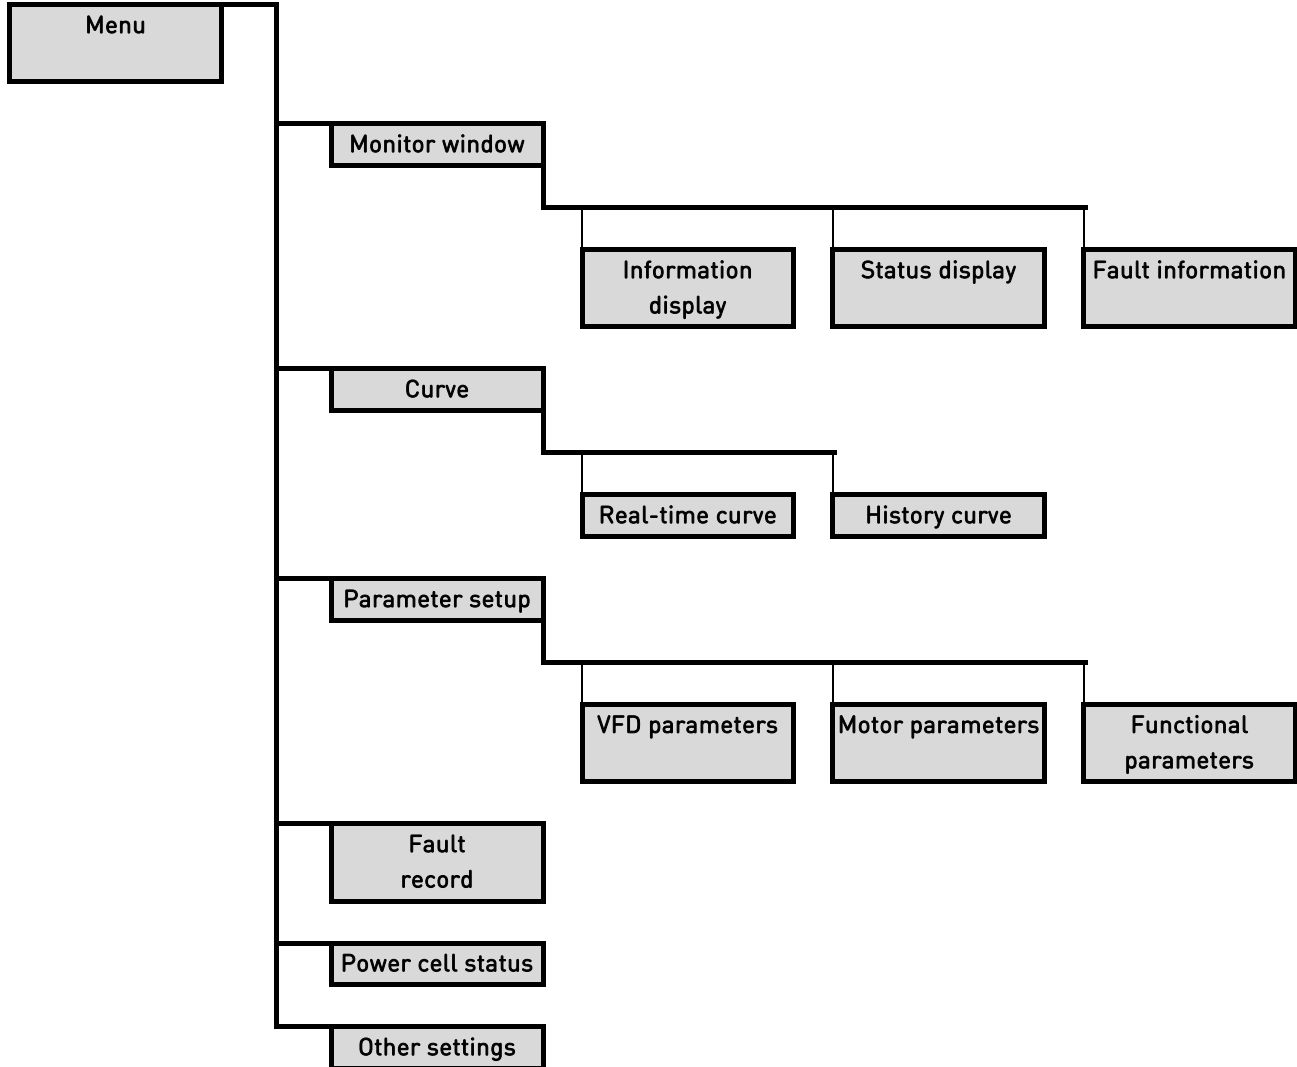 Menu
Monitor window
Information
display
Status display
Fault information
Curve
Real-time curve
History curve
Parameter setup
VFD parameters
Motor parameters
Functional
parameters
Fault
record
Power cell status
Other settings